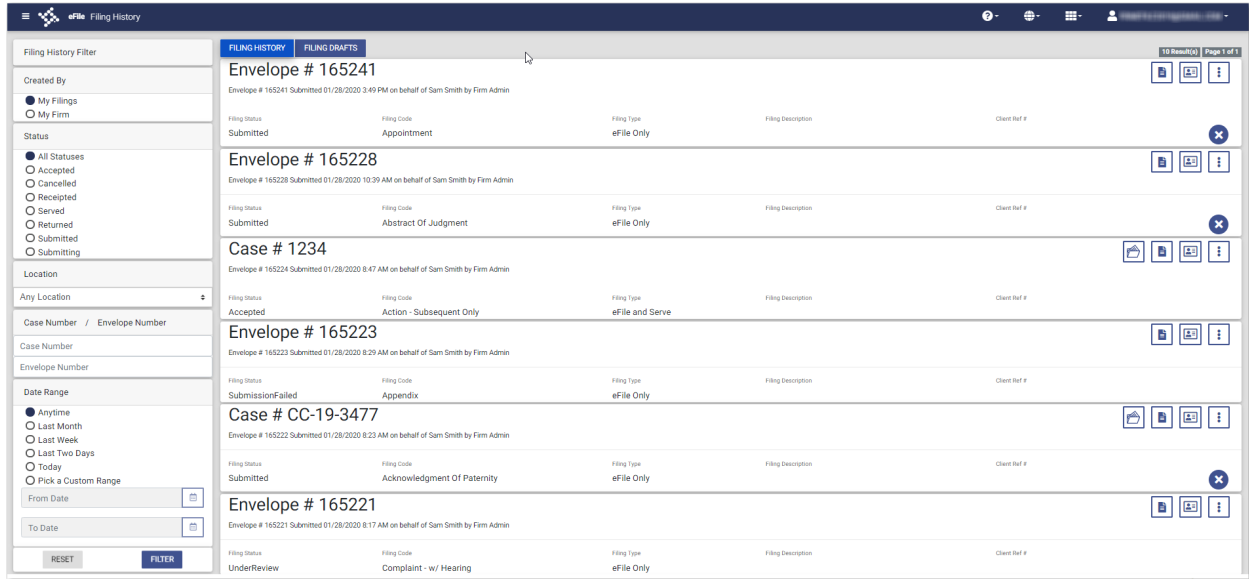 eFile Filing History
Filing History Filter
Created By
My Filings
My Firm
Status
All Statuses
Accepted
Cancelled
Receipted
Served
Returned
Submitted
Submitting
Location
Any Location
Case Number / Envelope Number
Case Number
Envelope Number
Date Range
Anytime
Last Month
Last Week
Last Two Days
Today
Pick a Custom Range
From Date
To Date
RESET FILTER
FILING HISTORY FILING DRAFTS
10 Result(s) Page 1 of 1
Envelope # 165241
Envelope # 165241 Submitted 01/28/2020 3:49 PM on behalf of Sam Smith by Firm Admin
Filing Status Filing Code Filing Type Filing Description Client Ref #
Submitted Appointment eFile Only
Envelope # 165228
Envelope # 165228 Submitted 01/28/2020 10:39 AM on behalf of Sam Smith by Firm Admin
Filing Status Filing Code Filing Type Filing Description Client Ref #
Submitted Abstract Of Judgment eFile Only
Case # 1234
Envelope # 165224 Submitted 01/28/2020 8:47 AM on behalf of Sam Smith by Firm Admin
Filing Status Filing Code Filing Type Filing Description Client Ref #
Accepted Action - Subsequent Only eFile and Serve
Envelope # 165223
Envelope # 165223 Submitted 01/28/2020 8:29 AM on behalf of Sam Smith by Firm Admin
Filing Status Filing Code Filing Type Filing Description Client Ref #
SubmissionFailed Appendix eFile Only
Case # CC-19-3477
Envelope # 165222 Submitted 01/28/2020 8:23 AM on behalf of Sam Smith by Firm Admin
Filing Status Filing Code Filing Type Filing Description Client Ref #
Submitted Acknowledgment Of Paternity eFile Only
Envelope # 165221
Envelope # 165221 Submitted 01/28/2020 8:17 AM on behalf of Sam Smith by Firm Admin
Filing Status Filing Code Filing Type Filing Description Client Ref #
UnderReview Complaint - w/ Hearing eFile Only